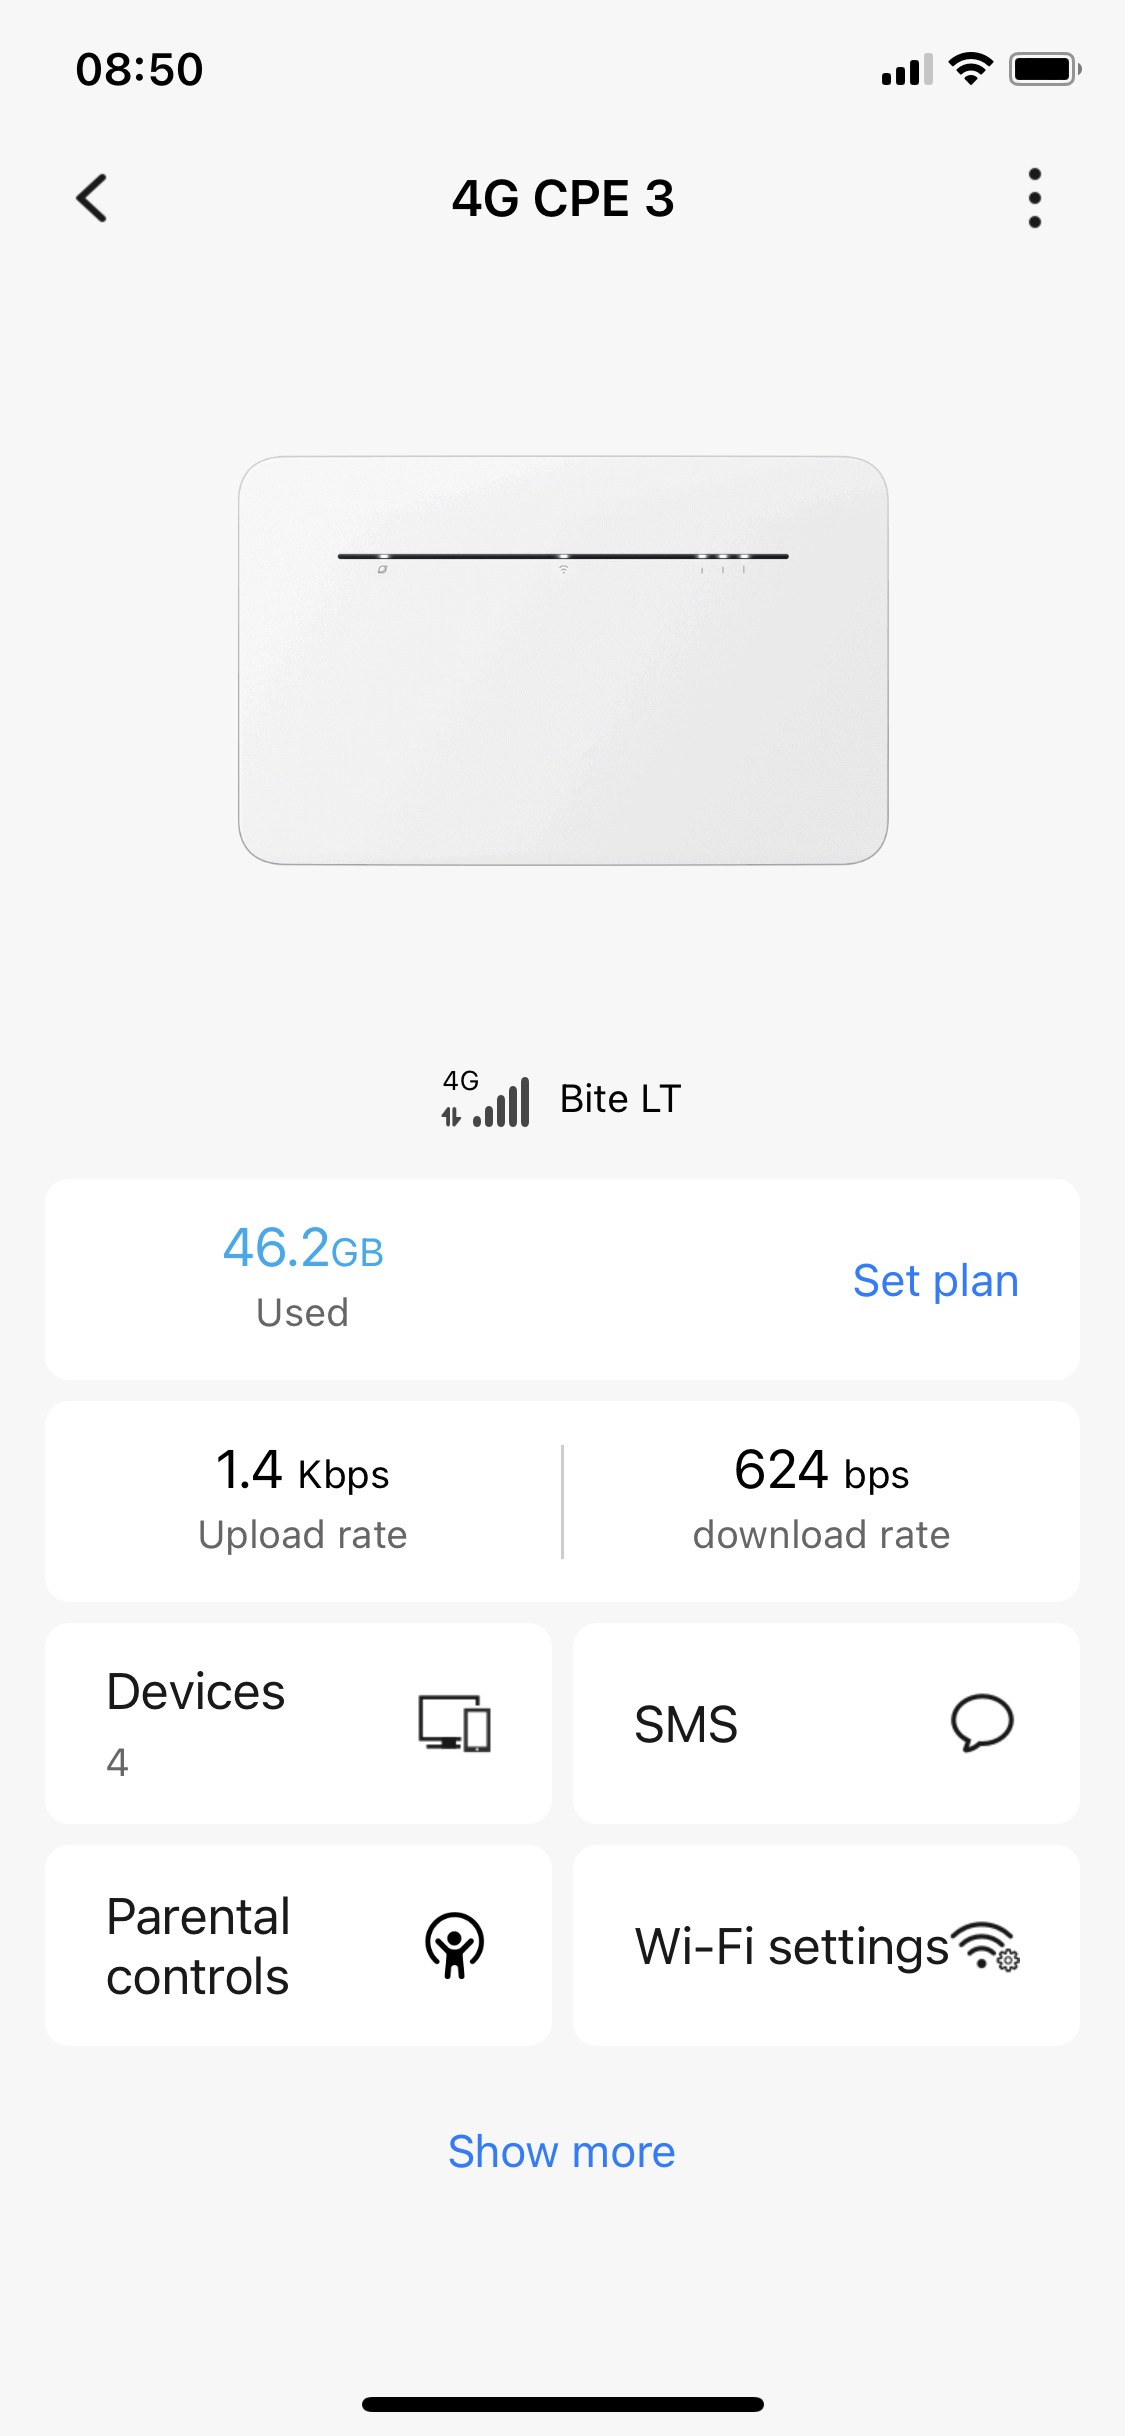 08:50
4G CPE 3
4G
Bite LT
46.2GB
Used
Set plan
1.4 Kbps
Upload rate
624 bps
download rate
Devices
4
SMS
Parental
controls
Wi-Fi settings
Show more